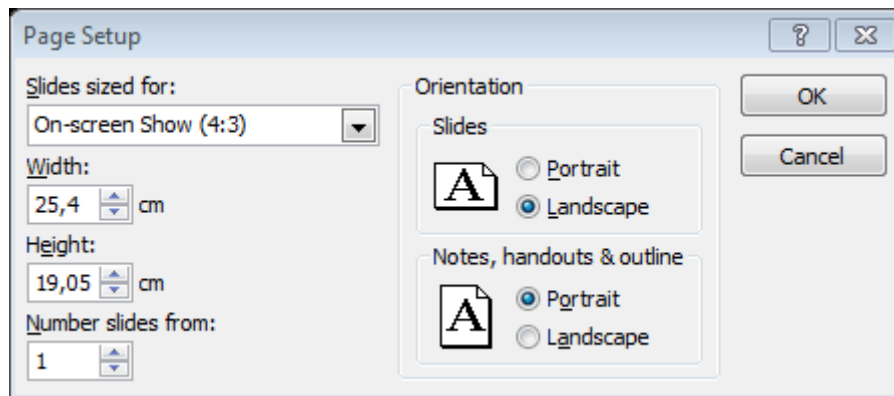 Page Setup
Slides sized for:
On-screen Show (4:3)
Width:
25,4 cm
Height:
19,05 cm
Number slides from:
1
Orientation
Slides
A
Portrait
Landscape
Notes, handouts & outline
A
Portrait
Landscape
OK
Cancel